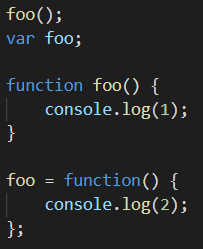 foo();
var foo;

function foo() {
    console.log(1);
}

foo = function() {
    console.log(2);
};